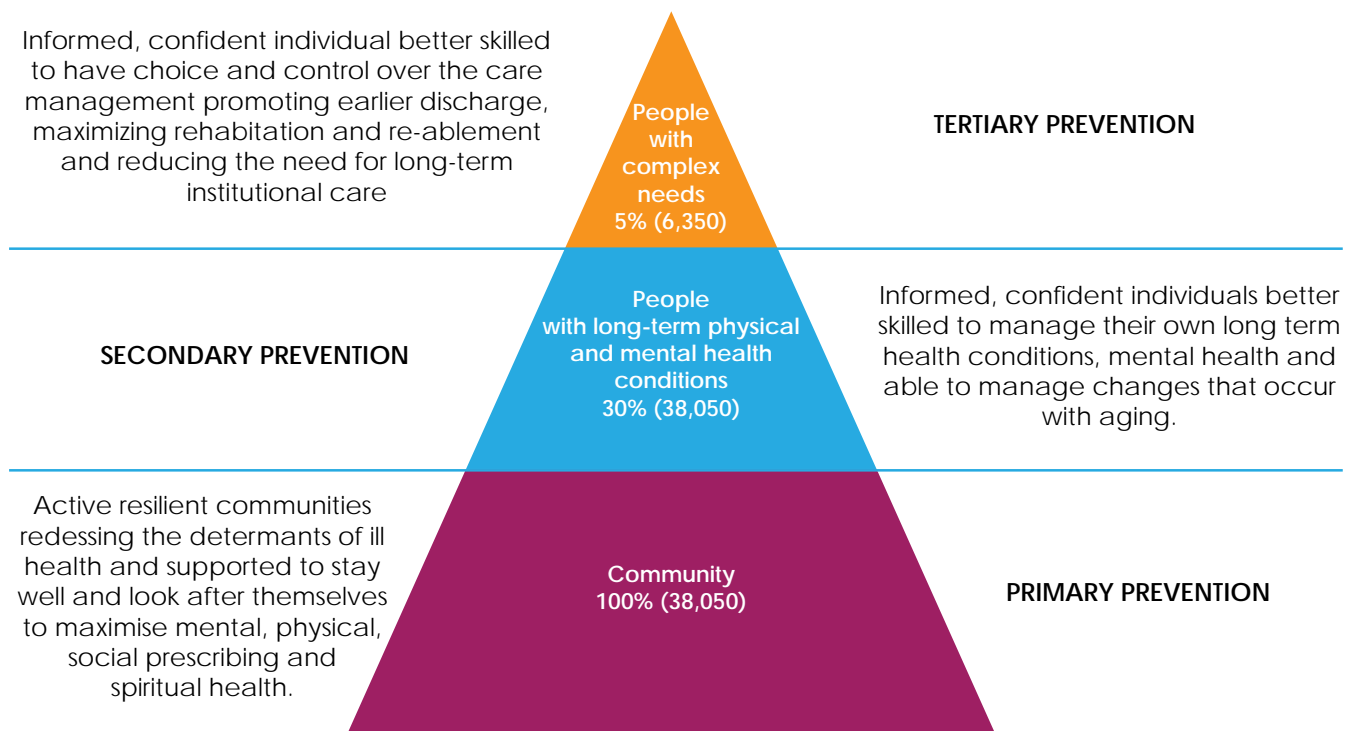 Informed, confident individual better skilled
to have choice and control over the care
management promoting earlier discharge,
maximizing rehabitation and re-ablement
and reducing the need for long-term
institutional care
People
with
complex
needs
5% (6,350)
TERTIARY PREVENTION
SECONDARY PREVENTION
People
with long-term physical
and mental health
conditions
30% (38,050)
Informed, confident individuals better
skilled to manage their own long term
health conditions, mental health and
able to manage changes that occur
with aging.
Active resilient communities
redessing the determants of ill
health and supported to stay
well and look after themselves
to maximise mental, physical,
social prescribing and
spiritual health.
Community
100% (38,050)
PRIMARY PREVENTION